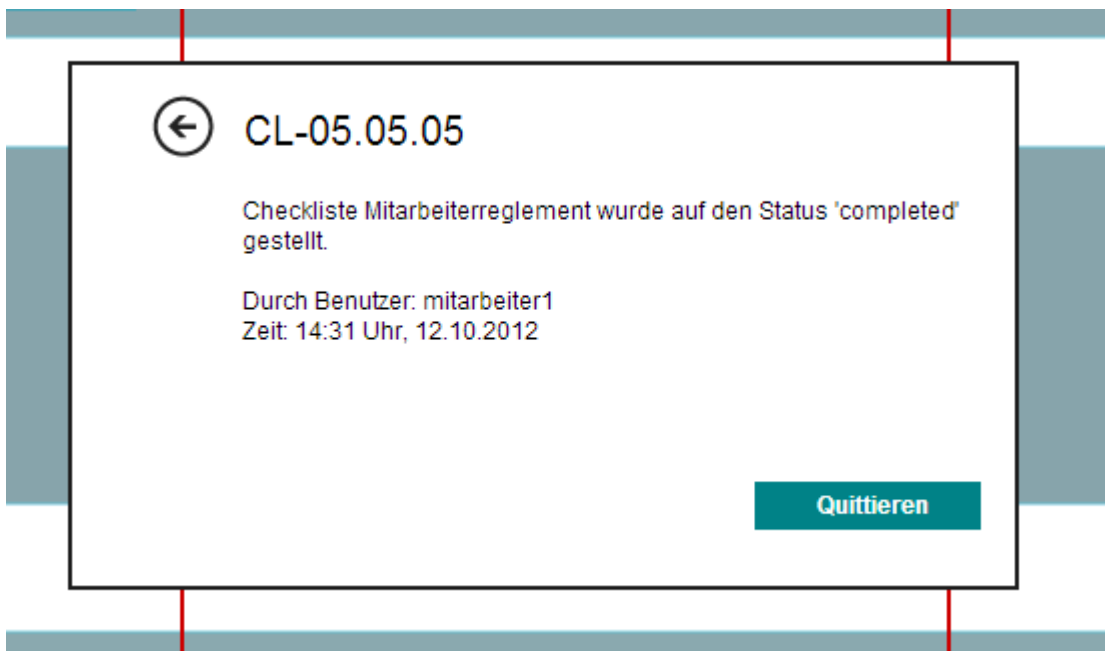 CL-05.05.05
Checkliste Mitarbeiterreglement wurde auf den Status 'completed'
gestellt.
Durch Benutzer: mitarbeiter1
Zeit: 14:31 Uhr, 12.10.2012
Quittieren